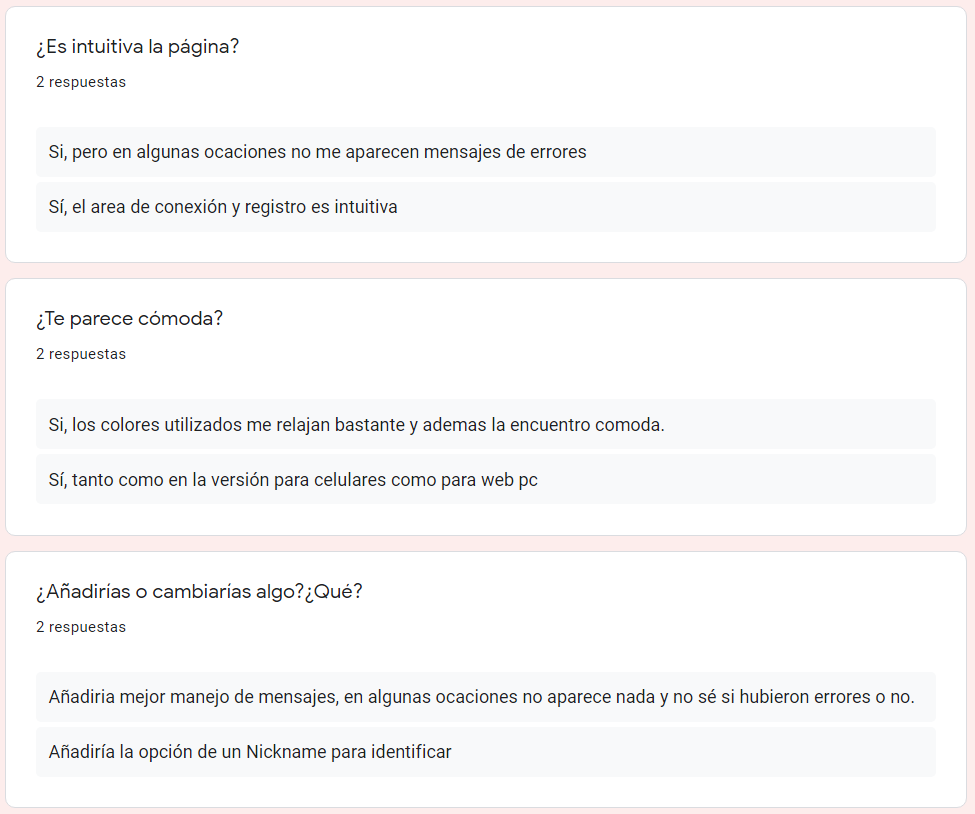 ¿Es intuitiva la página?
2 respuestas
Si, pero en algunas ocaciones no me aparecen mensajes de errores
Sí, el area de conexión y registro es intuitiva
¿Te parece cómoda?
2 respuestas
Si, los colores utilizados me relajan bastante y ademas la encuentro comoda.
Sí, tanto como en la versión para celulares como para web pc
¿Añadirías o cambiarías algo?¿Qué?
2 respuestas
Añadiria mejor manejo de mensajes, en algunas ocaciones no aparece nada y no sé si hubieron errores o no.
Añadiría la opción de un Nickname para identificar